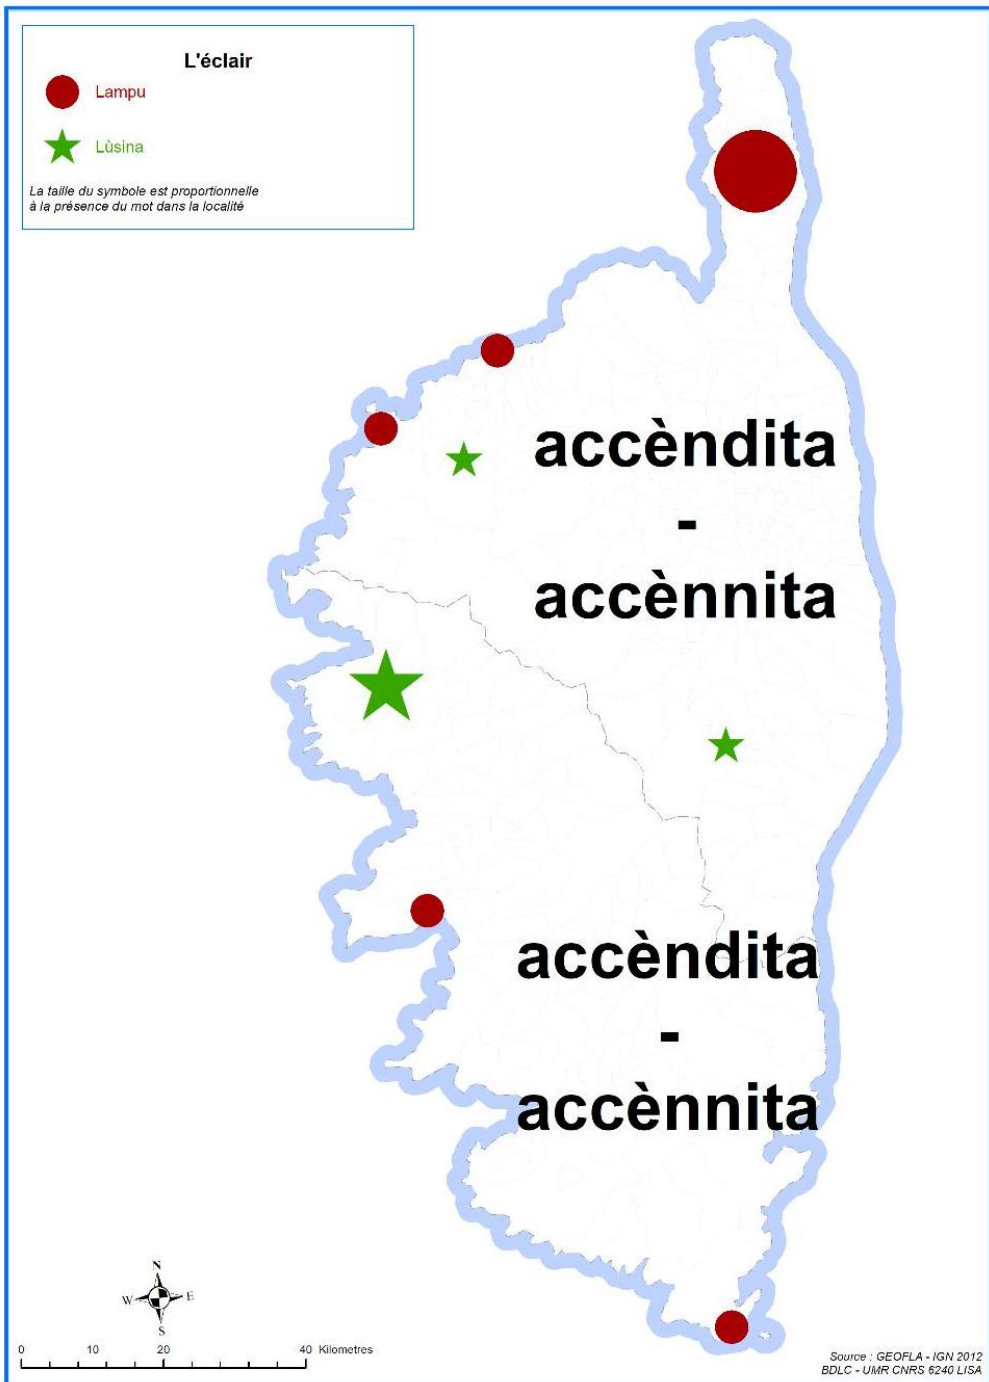 L'éclair
Lampu
Lùsina
La taille du symbole est proportionnelle
à la présence du mot dans la localité
accèndita
-
accènnita
accèndita
-
accènnita
N
W E
S
0 10 20 40 Kilometres
Source : GEOFLA - IGN 2012
BDLC - UMR CNRS 6240 LISA